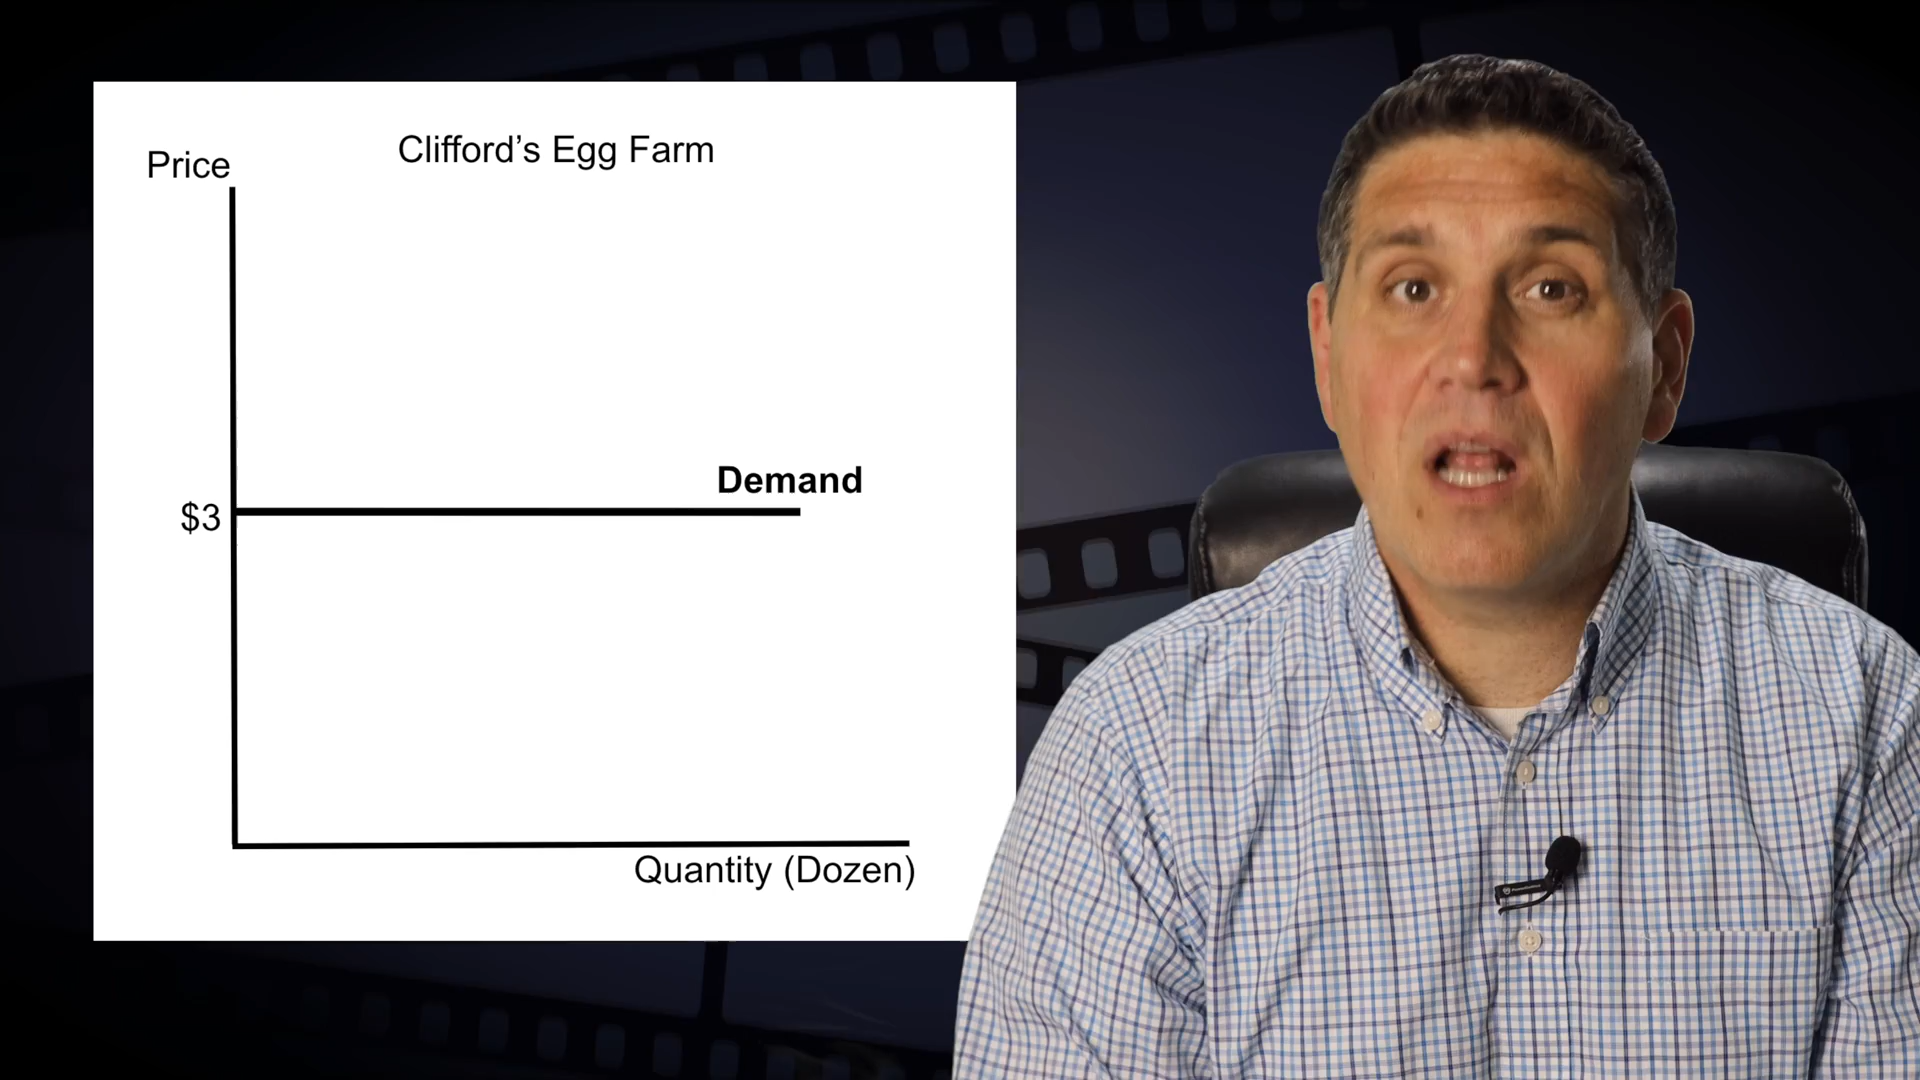 Clifford’s Egg Farm
Price
Demand
$3
Quantity (Dozen)